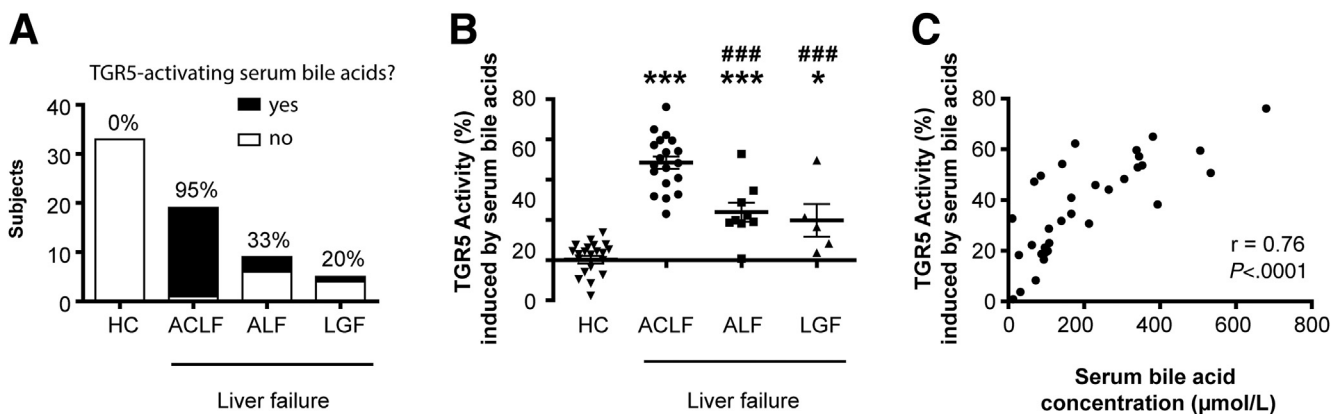 A
TGR5-activating serum bile acids?
yes
no
Subjects
40
30
20
10
0
0%
95%
33%
20%
HC ACLF ALF LGF
Liver failure
B
TGR5 Activity (%)
induced by serum bile acids
80
60
40
20
0
### ###
*** *** *
HC ACLF ALF LGF
Liver failure
C
TGR5 Activity (%)
induced by serum bile acids
80
60
40
20
0
r = 0.76
P<.0001
0 200 400 600 800
Serum bile acid
concentration (μmol/L)